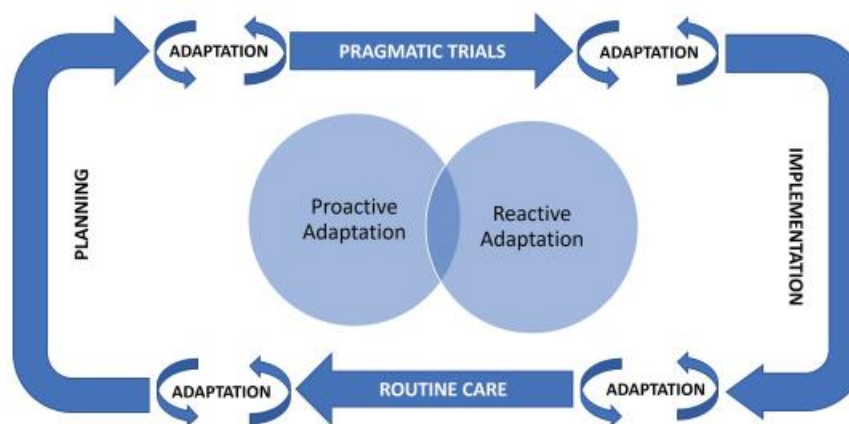 ADAPTATION
PRAGMATIC TRIALS
ADAPTATION
PLANNING
Proactive
Adaptation
Reactive
Adaptation
IMPLEMENTATION
ADAPTATION
ROUTINE CARE
ADAPTATION